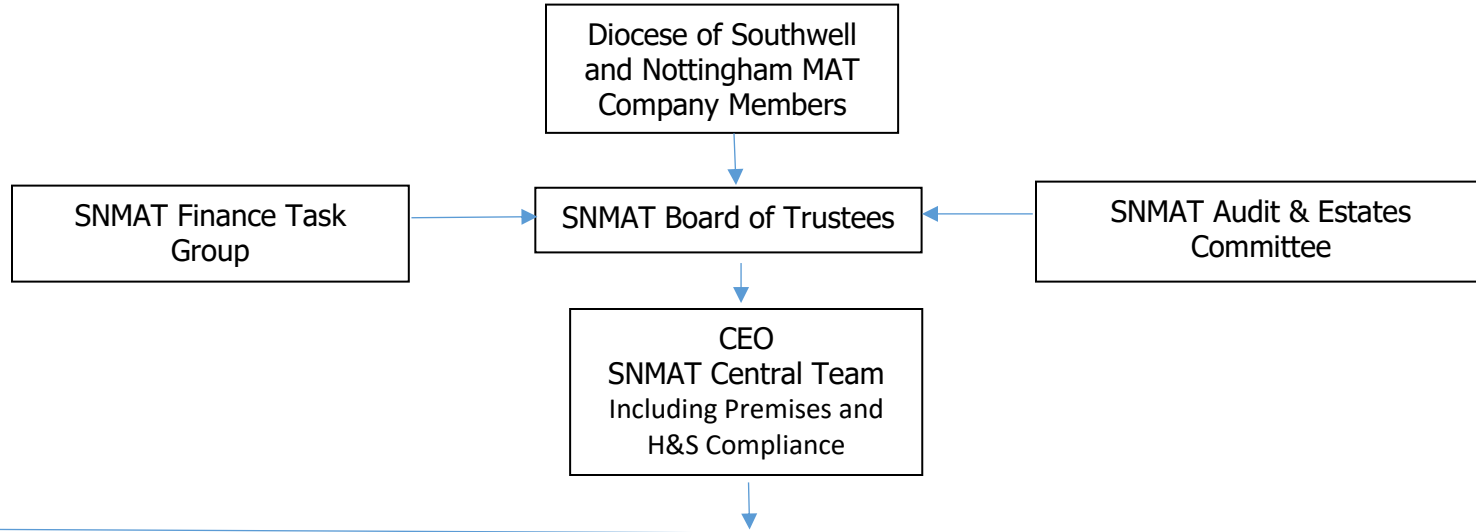 Diocese of Southwell
and Nottingham MAT
Company Members
SNMAT Finance Task
Group
SNMAT Board of Trustees
SNMAT Audit & Estates
Committee
CEO
SNMAT Central Team
Including Premises and
H&S Compliance